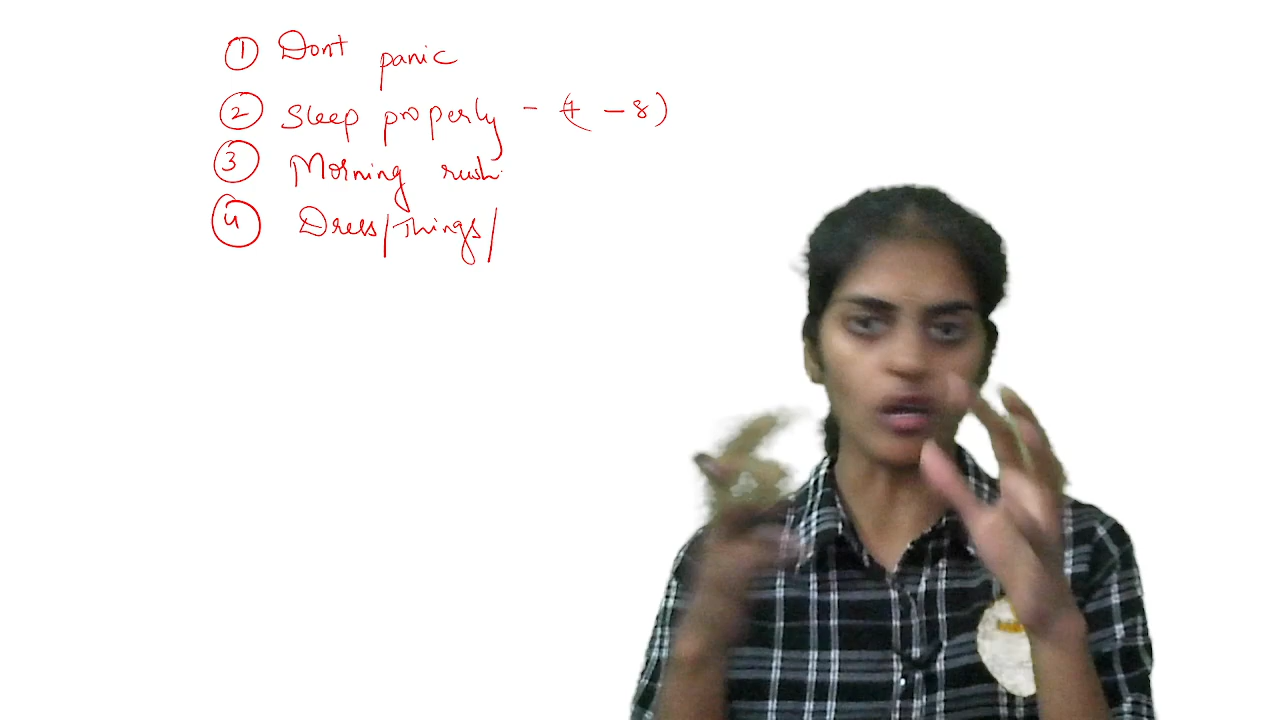 ① Dont panic
② Sleep properly - (7 - 8)
③ Morning rush
④ Dress/Things/